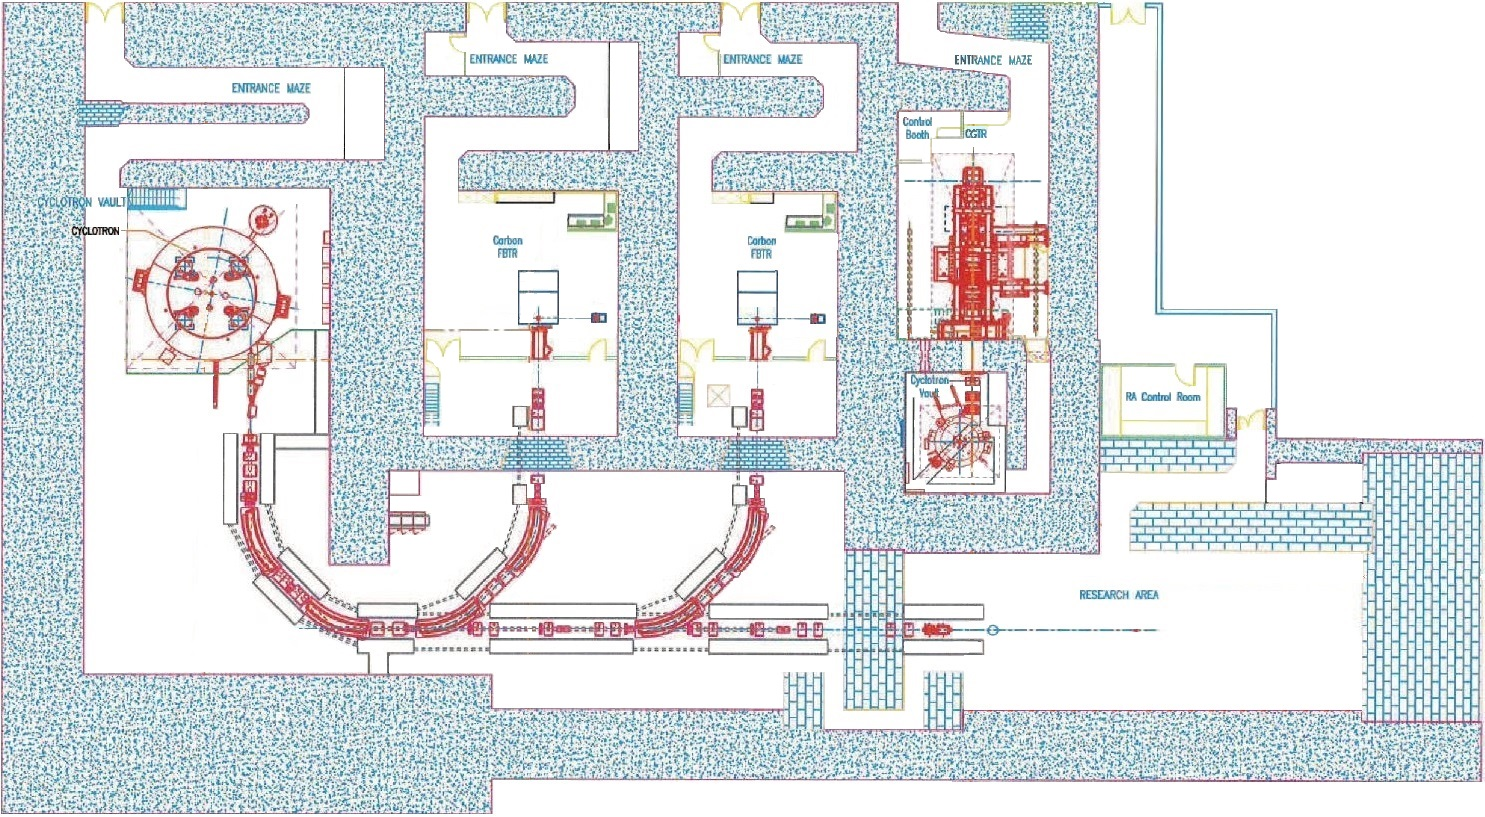 ENTRANCE MAZE
ENTRANCE MAZE
ENTRANCE MAZE
ENTRANCE MAZE
Control
Booth
CGTR
CYCLOTRON VAULT
CYCLOTRON
Carbon
FBTR
Carbon
FBTR
Cyclotron
Vault
RA Control Room
RESEARCH AREA